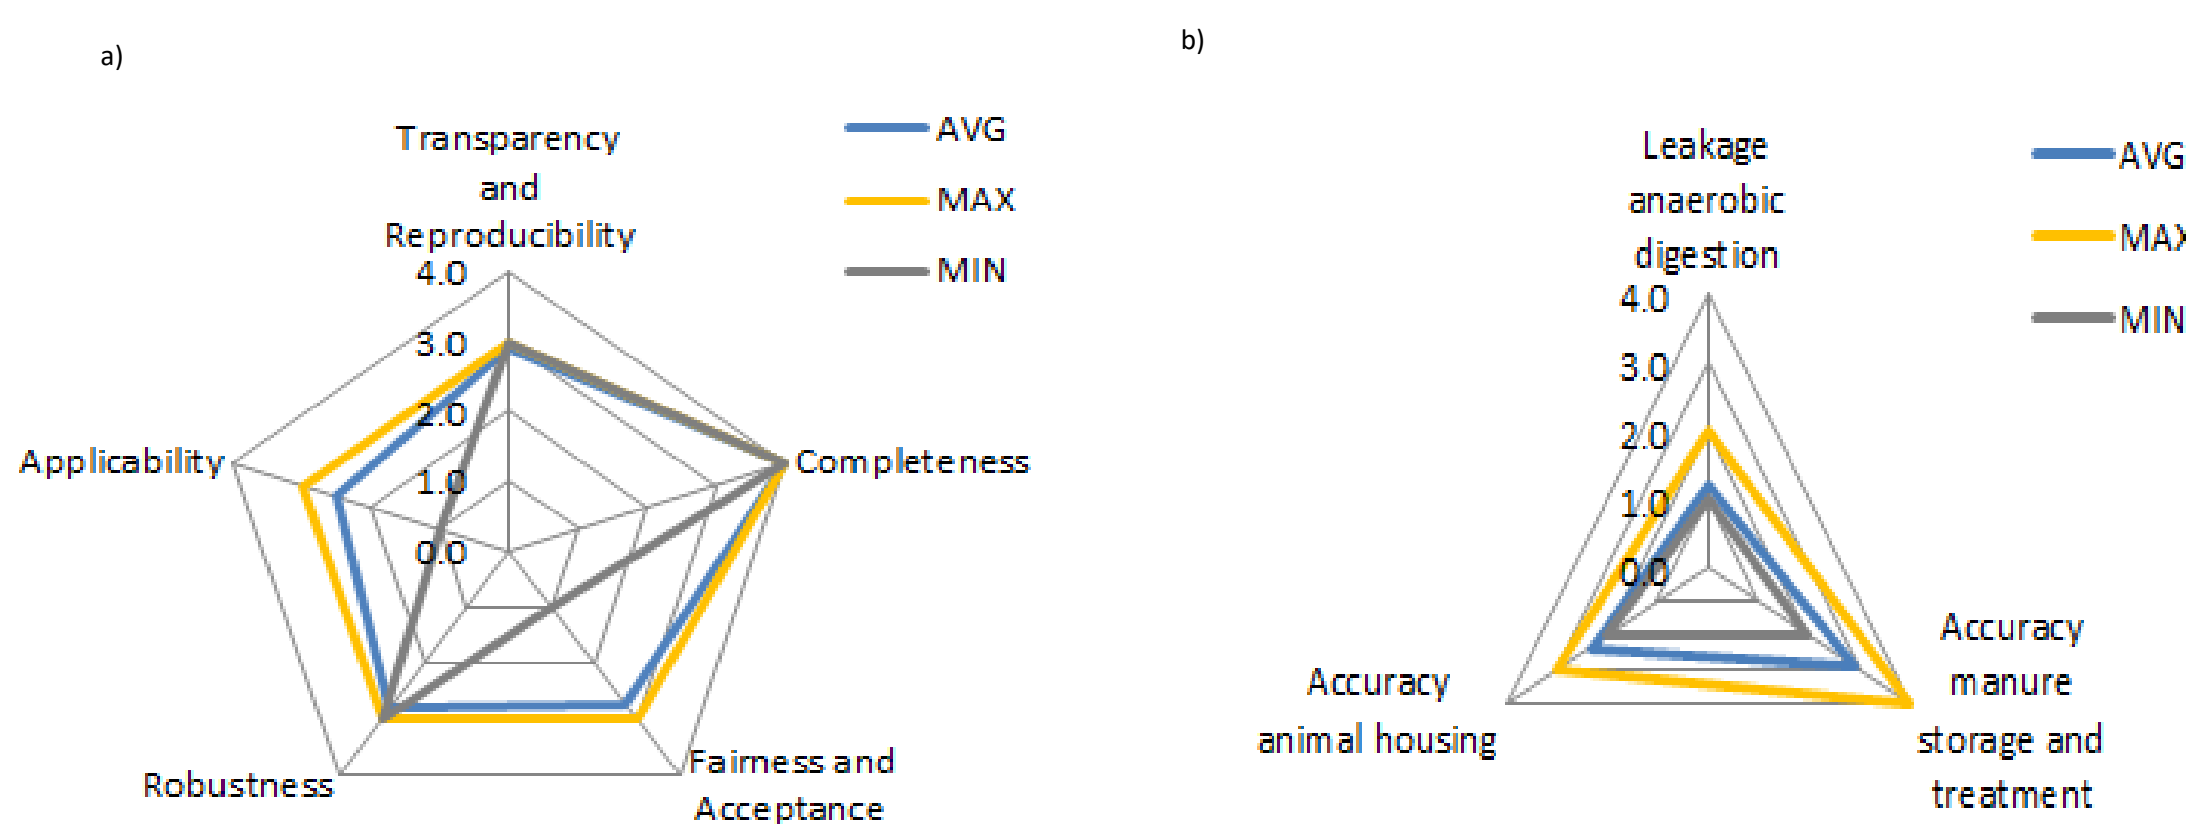 a)
Transparency
and
Reproducibility
AVG
MAX
MIN
4.0
3.0
2.0
1.0
0.0
Applicability
Completeness
Robustness
Fairness and
Acceptance
b)
Leakage
anaerobic
digestion
AVG
MAX
MIN
4.0
3.0
2.0
1.0
0.0
Accuracy
animal housing
Accuracy
manure
storage and
treatment